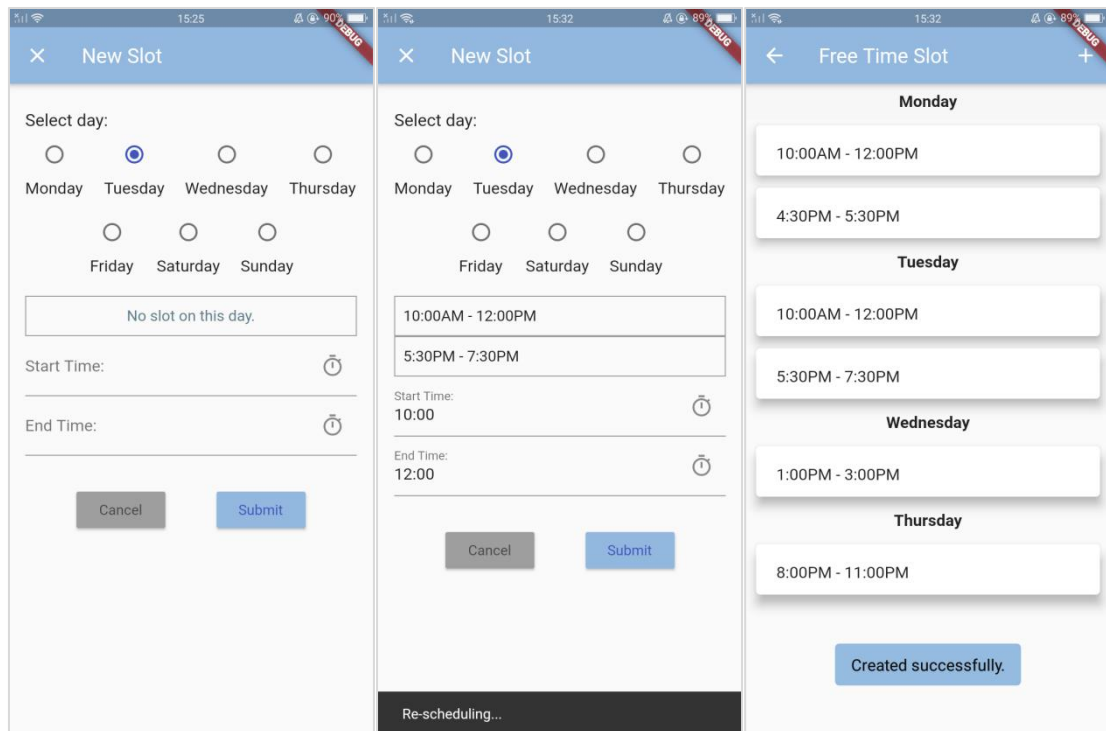 15:25
90%
DEBUG
New Slot
Select day:
Monday Tuesday Wednesday Thursday
Friday Saturday Sunday
No slot on this day.
Start Time:
End Time:
Cancel Submit
15:32
89%
DEBUG
New Slot
Select day:
Monday Tuesday Wednesday Thursday
Friday Saturday Sunday
10:00AM - 12:00PM
5:30PM - 7:30PM
Start Time:
10:00
End Time:
12:00
Cancel Submit
Re-scheduling...
15:32
89%
DEBUG
Free Time Slot
Monday
10:00AM - 12:00PM
4:30PM - 5:30PM
Tuesday
10:00AM - 12:00PM
5:30PM - 7:30PM
Wednesday
1:00PM - 3:00PM
Thursday
8:00PM - 11:00PM
Created successfully.